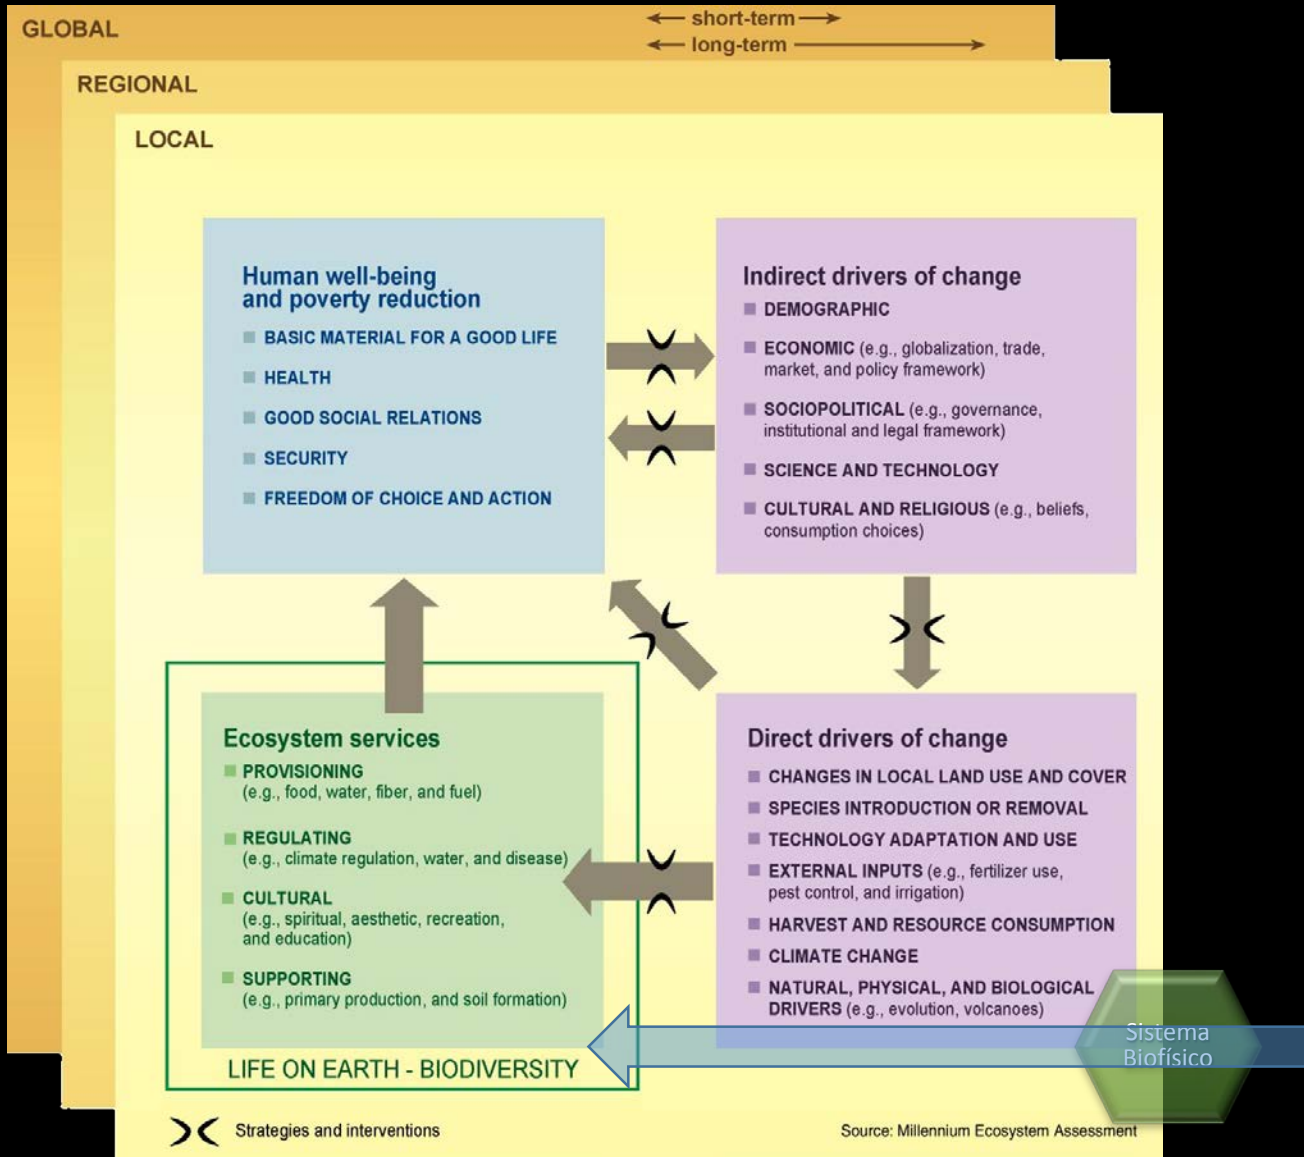 GLOBAL
short-term
long-term
REGIONAL
LOCAL
Human well-being
and poverty reduction
BASIC MATERIAL FOR A GOOD LIFE
HEALTH
GOOD SOCIAL RELATIONS
SECURITY
FREEDOM OF CHOICE AND ACTION
Indirect drivers of change
DEMOGRAPHIC
ECONOMIC (e.g., globalization, trade,
market, and policy framework)
SOCIOPOLITICAL (e.g., governance,
institutional and legal framework)
SCIENCE AND TECHNOLOGY
CULTURAL AND RELIGIOUS (e.g., beliefs,
consumption choices)
Ecosystem services
PROVISIONING
(e.g., food, water, fiber, and fuel)
REGULATING
(e.g., climate regulation, water, and disease)
CULTURAL
(e.g., spiritual, aesthetic, recreation,
and education)
SUPPORTING
(e.g., primary production, and soil formation)
LIFE ON EARTH - BIODIVERSITY
Direct drivers of change
CHANGES IN LOCAL LAND USE AND COVER
SPECIES INTRODUCTION OR REMOVAL
TECHNOLOGY ADAPTATION AND USE
EXTERNAL INPUTS (e.g., fertilizer use,
pest control, and irrigation)
HARVEST AND RESOURCE CONSUMPTION
CLIMATE CHANGE
NATURAL, PHYSICAL, AND BIOLOGICAL
DRIVERS (e.g., evolution, volcanoes)
Sistema
Biofísico
Strategies and interventions
Source: Millennium Ecosystem Assessment